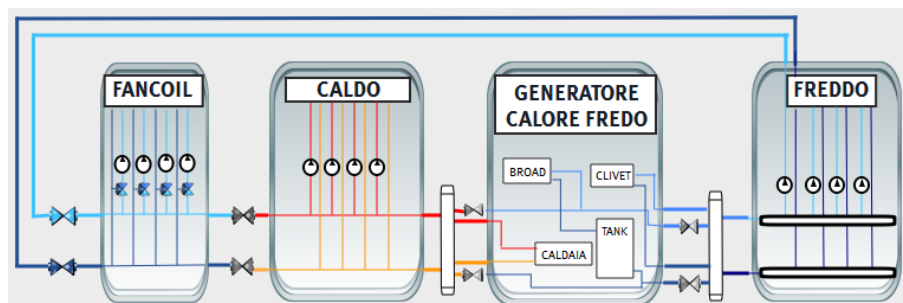 FANCOIL
CALDO
GENERATORE
CALORE FREDO
FREDDO
BROAD
CLIVET
TANK
CALDAIA